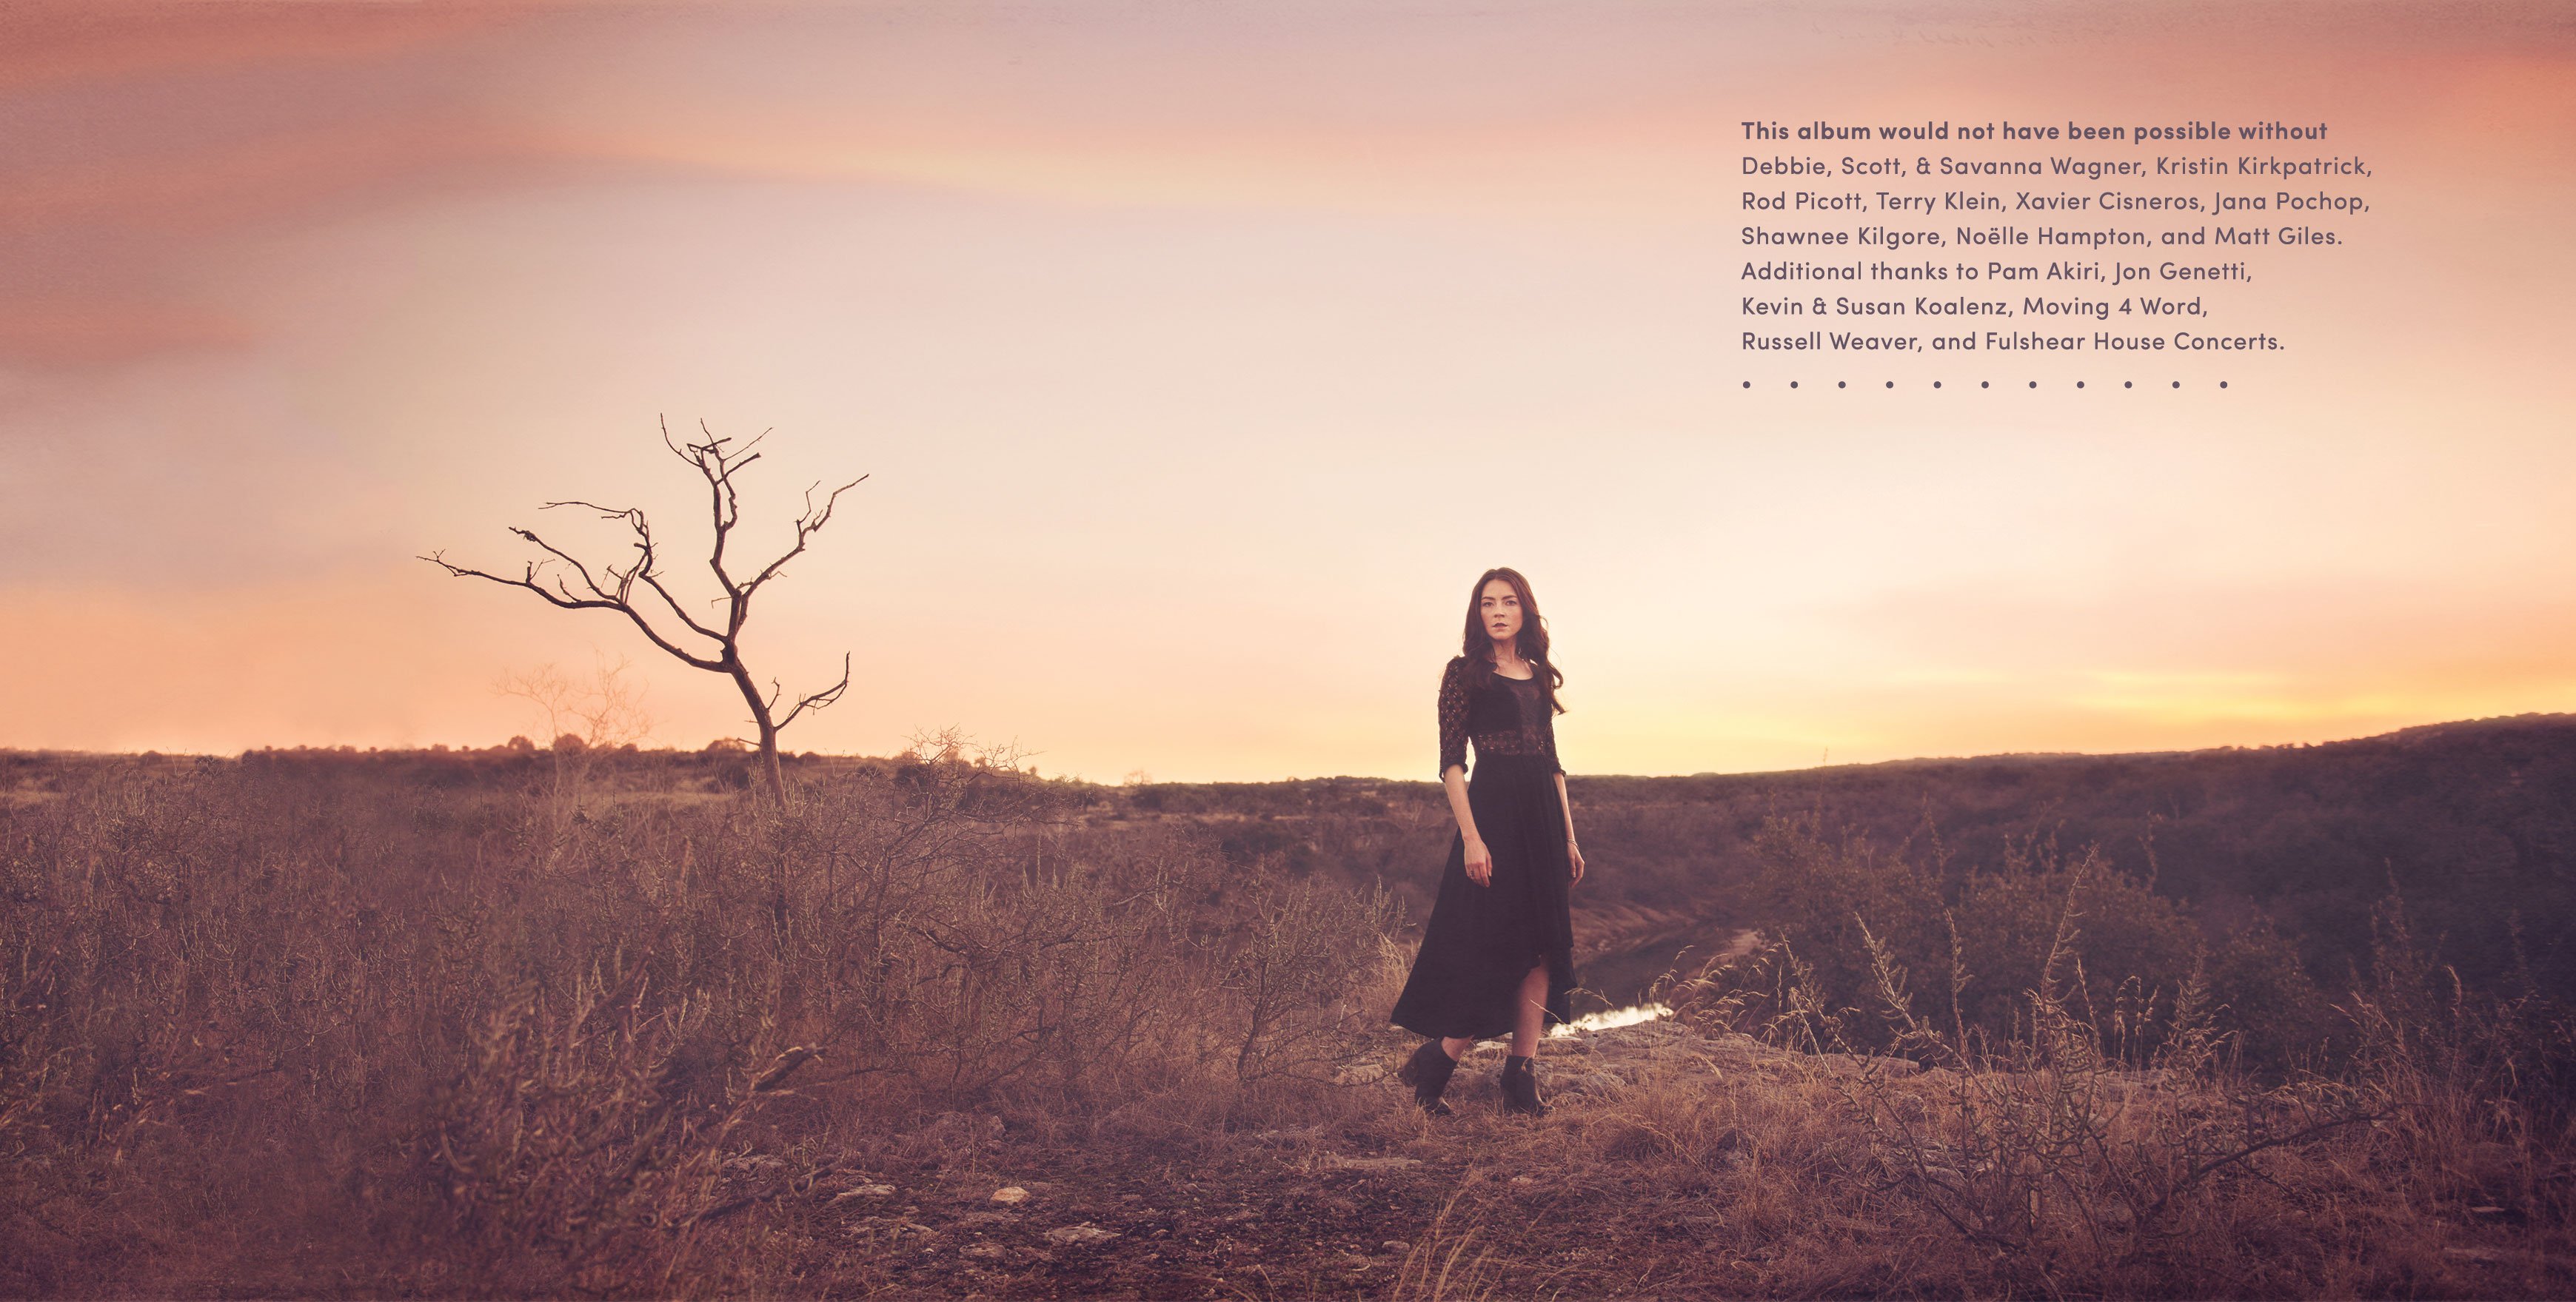 This album would not have been possible without
Debbie, Scott, & Savanna Wagner, Kristin Kirkpatrick,
Rod Picott, Terry Klein, Xavier Cisneros, Jana Pochop,
Shawnee Kilgore, Noëlle Hampton, and Matt Giles.
Additional thanks to Pam Akiri, Jon Genetti,
Kevin & Susan Koalenz, Moving 4 Word,
Russell Weaver, and Fulshear House Concerts.